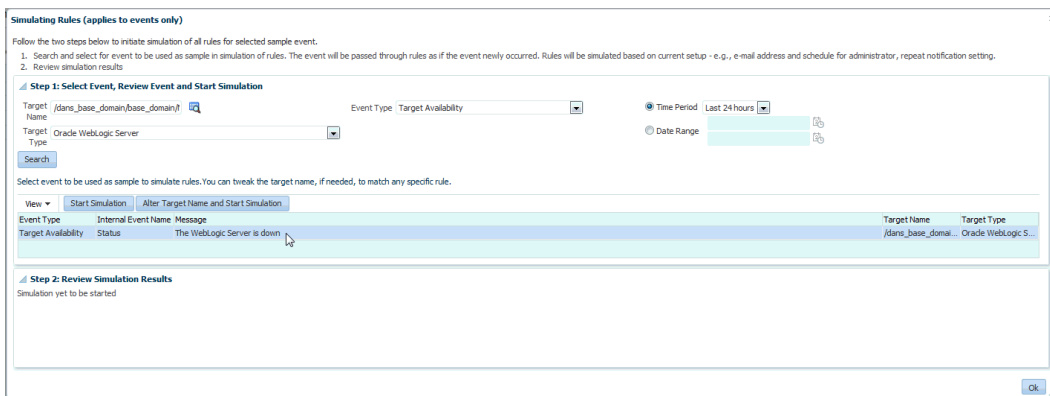 Simulating Rules (applies to events only)
Follow the two steps below to initiate simulation of all rules for selected sample event.
1. Search and select for event to be used as sample in simulation of rules. The event will be passed through rules as if the event newly occurred. Rules will be simulated based on current setup - e.g., e-mail address and schedule for administrator, repeat notification setting.
2. Review simulation results
Step 1: Select Event, Review Event and Start Simulation
Target Name /dans_base_domain/base_domain/ Event Type Target Availability Time Period Last 24 hours
Target Type Oracle WebLogic Server Date Range
Search
Select event to be used as sample to simulate rules.You can tweak the target name, if needed, to match any specific rule.
View Start Simulation Alter Target Name and Start Simulation
Event Type Internal Event Name Message Target Name Target Type
Target Availability Status The WebLogic Server is down /dans_base_domai... Oracle WebLogic S...
Step 2: Review Simulation Results
Simulation yet to be started
Ok